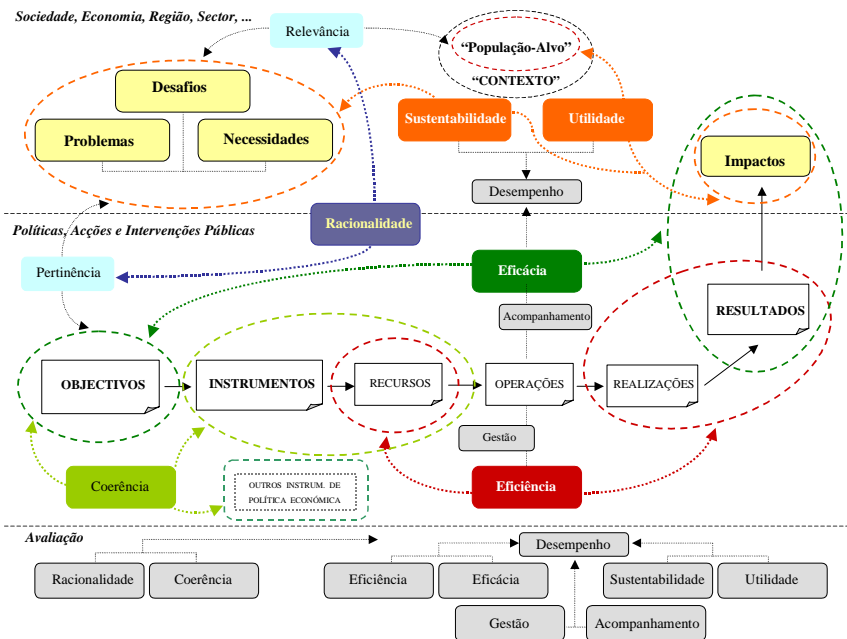 Sociedade, Economia, Região, Sector, ...
Relevância
“População-Alvo”
“CONTEXTO”
Desafios
Problemas
Necessidades
Sustentabilidade
Utilidade
Impactos
Desempenho
Racionalidade
Políticas, Acções e Intervenções Públicas
Pertinência
Eficácia
Acompanhamento
RESULTADOS
OBJECTIVOS
INSTRUMENTOS
RECURSOS
OPERAÇÕES
REALIZAÇÕES
Gestão
Coerência
OUTROS INSTRUM. DE
POLÍTICA ECONÓMICA
Eficiência
Avaliação
Desempenho
Racionalidade
Coerência
Eficiência
Eficácia
Sustentabilidade
Utilidade
Gestão
Acompanhamento